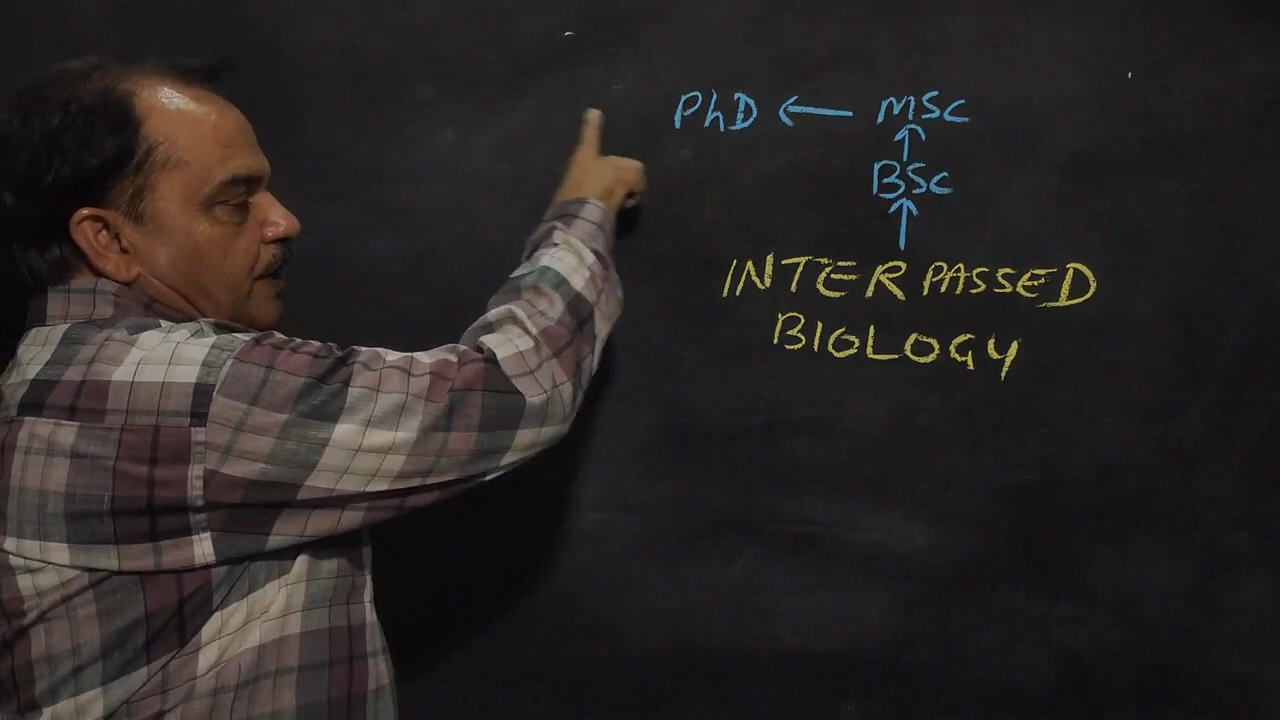 PhD ← MSC
↑
BSC
↑
INTER PASSED
BIOLOGY